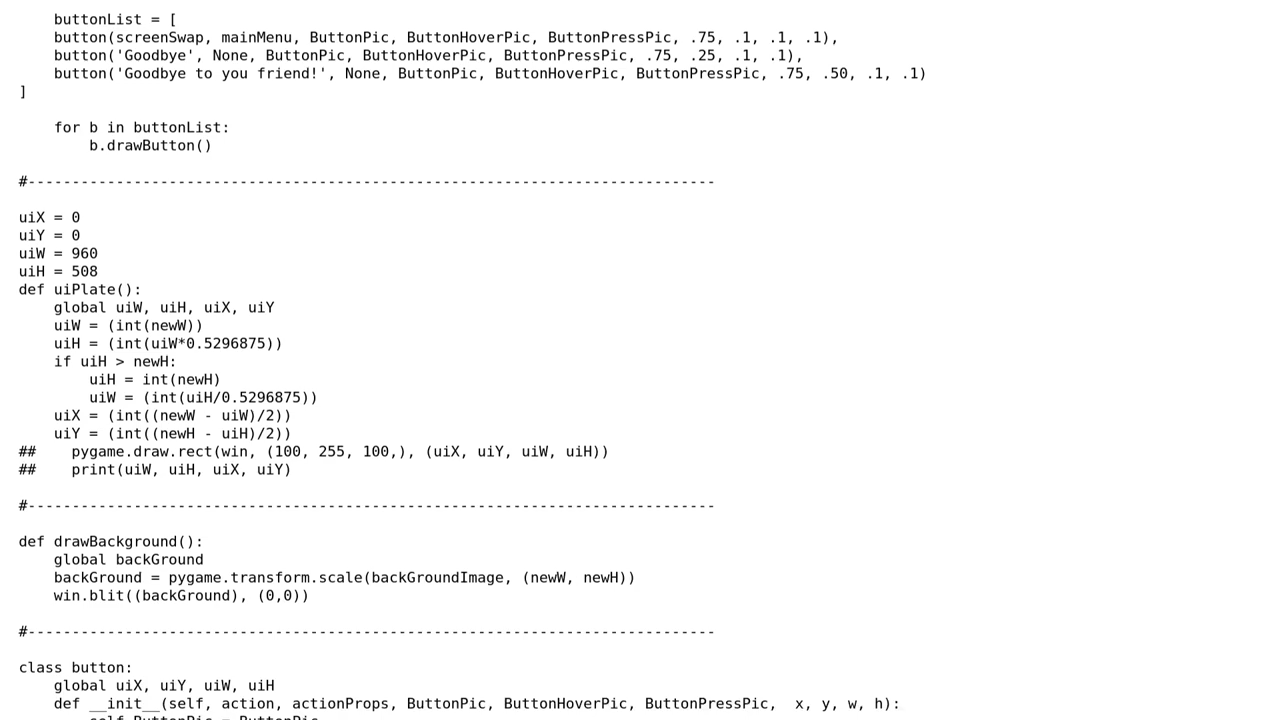 buttonList = [
    button(screenSwap, mainMenu, ButtonPic, ButtonHoverPic, ButtonPressPic, .75, .1, .1, .1),
    button('Goodbye', None, ButtonPic, ButtonHoverPic, ButtonPressPic, .75, .25, .1, .1),
    button('Goodbye to you friend!', None, ButtonPic, ButtonHoverPic, ButtonPressPic, .75, .50, .1, .1)
]

    for b in buttonList:
        b.drawButton()

#------------------------------------------------------------------------------

uiX = 0
uiY = 0
uiW = 960
uiH = 508
def uiPlate():
    global uiW, uiH, uiX, uiY
    uiW = (int(newW))
    uiH = (int(uiW*0.5296875))
    if uiH > newH:
        uiH = int(newH)
        uiW = (int(uiH/0.5296875))
    uiX = (int((newW - uiW)/2))
    uiY = (int((newH - uiH)/2))
##    pygame.draw.rect(win, (100, 255, 100,), (uiX, uiY, uiW, uiH))
##    print(uiW, uiH, uiX, uiY)

#------------------------------------------------------------------------------

def drawBackground():
    global backGround
    backGround = pygame.transform.scale(backGroundImage, (newW, newH))
    win.blit((backGround), (0,0))

#------------------------------------------------------------------------------

class button:
    global uiX, uiY, uiW, uiH
    def __init__(self, action, actionProps, ButtonPic, ButtonHoverPic, ButtonPressPic,  x, y, w, h):